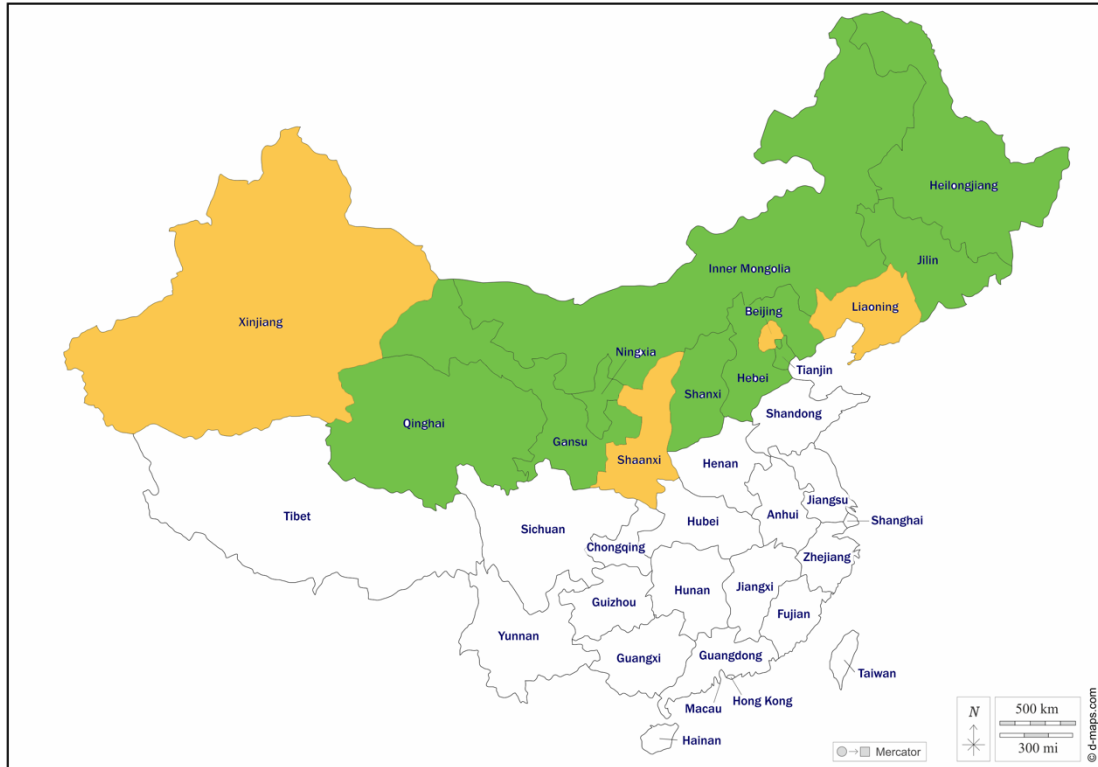 Heilongjiang
Jilin
Inner Mongolia
Liaoning
Beijing
Xinjiang
Ningxia
Tianjin
Hebei
Shanxi
Shandong
Qinghai
Gansu
Shaanxi
Henan
Jiangsu
Tibet
Anhui
Shanghai
Sichuan
Hubei
Chongqing
Zhejiang
Guizhou
Hunan
Jiangxi
Fujian
Yunnan
Guangxi
Guangdong
Taiwan
Macau
Hong Kong
Hainan
N
500 km
300 mi
Mercator
© d-maps.com